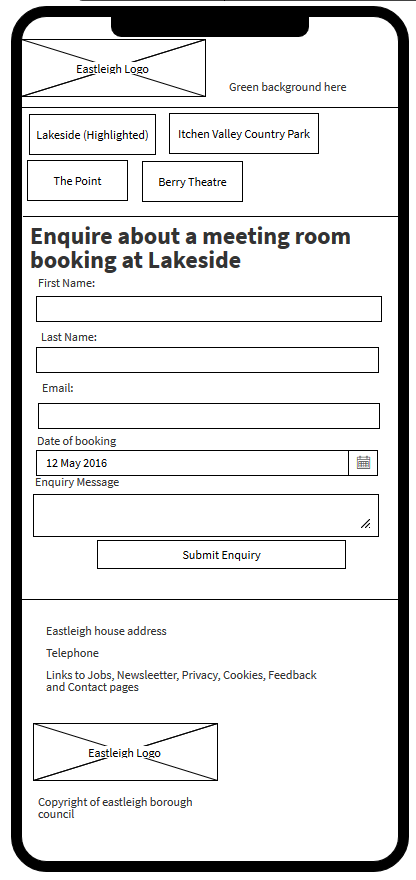 Eastleigh Logo
Green background here
Lakeside (Highlighted)
Itchen Valley Country Park
The Point
Berry Theatre
Enquire about a meeting room
booking at Lakeside
First Name:
Last Name:
Email:
Date of booking
12 May 2016
Enquiry Message
Submit Enquiry
Eastleigh house address
Telephone
Links to Jobs, Newsleetter, Privacy, Cookies, Feedback
and Contact pages
Eastleigh Logo
Copyright of eastleigh borough
council